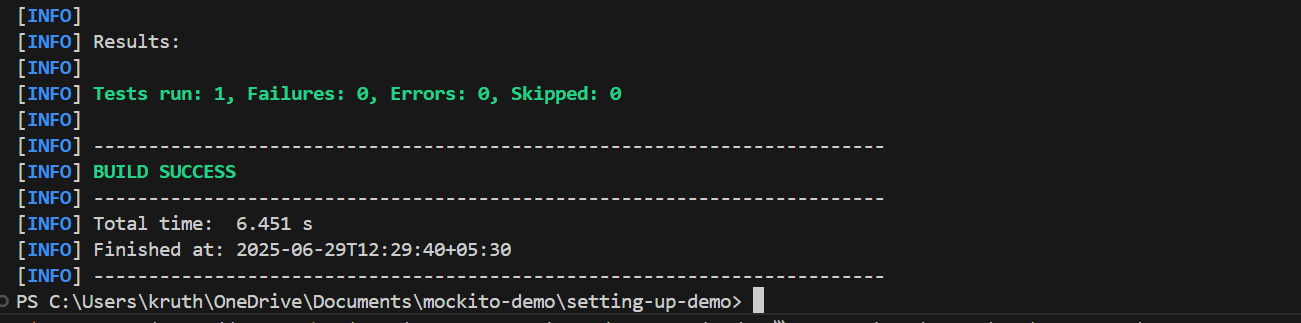 [INFO]
[INFO] Results:
[INFO]
[INFO] Tests run: 1, Failures: 0, Errors: 0, Skipped: 0
[INFO]
[INFO] ------------------------------------------------------------------------
[INFO] BUILD SUCCESS
[INFO] ------------------------------------------------------------------------
[INFO] Total time:  6.451 s
[INFO] Finished at: 2025-06-29T12:29:40+05:30
[INFO] ------------------------------------------------------------------------
PS C:\Users\kruth\OneDrive\Documents\mockito-demo\setting-up-demo>